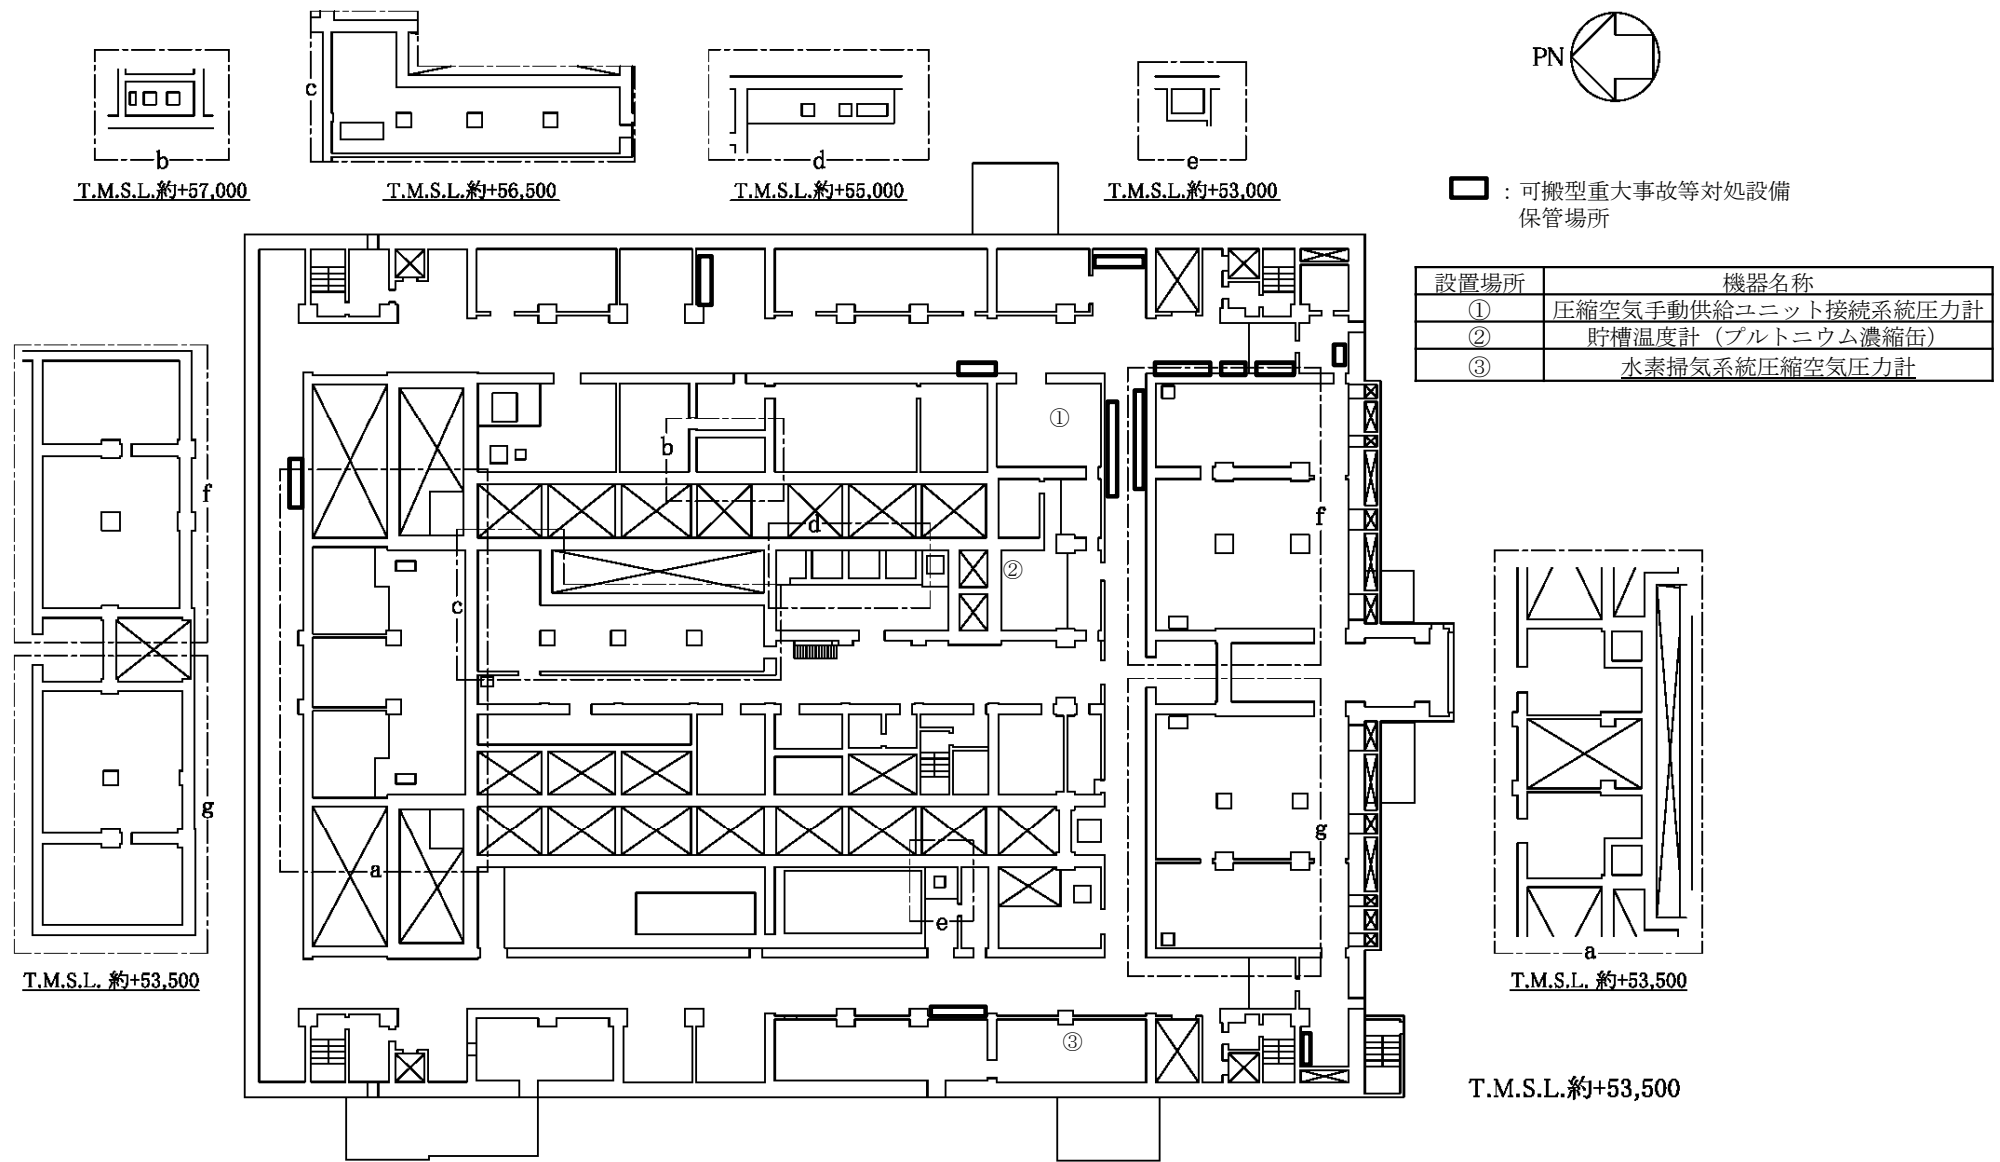 PN
b
T.M.S.L.約+57,000
c
T.M.S.L.約+56,500
d
T.M.S.L.約+55,000
e
T.M.S.L.約+53,000
：可搬型重大事故等対処設備
保管場所
設置場所 機器名称
① 圧縮空気手動供給ユニット接続系統圧力計
② 貯槽温度計（プルトニウム濃縮缶）
③ 水素掃気系統圧縮空気圧力計
f
g
T.M.S.L. 約+53,500
①
b
d
f
②
c
g
a
e
③
a
T.M.S.L. 約+53,500
T.M.S.L.約+53,500